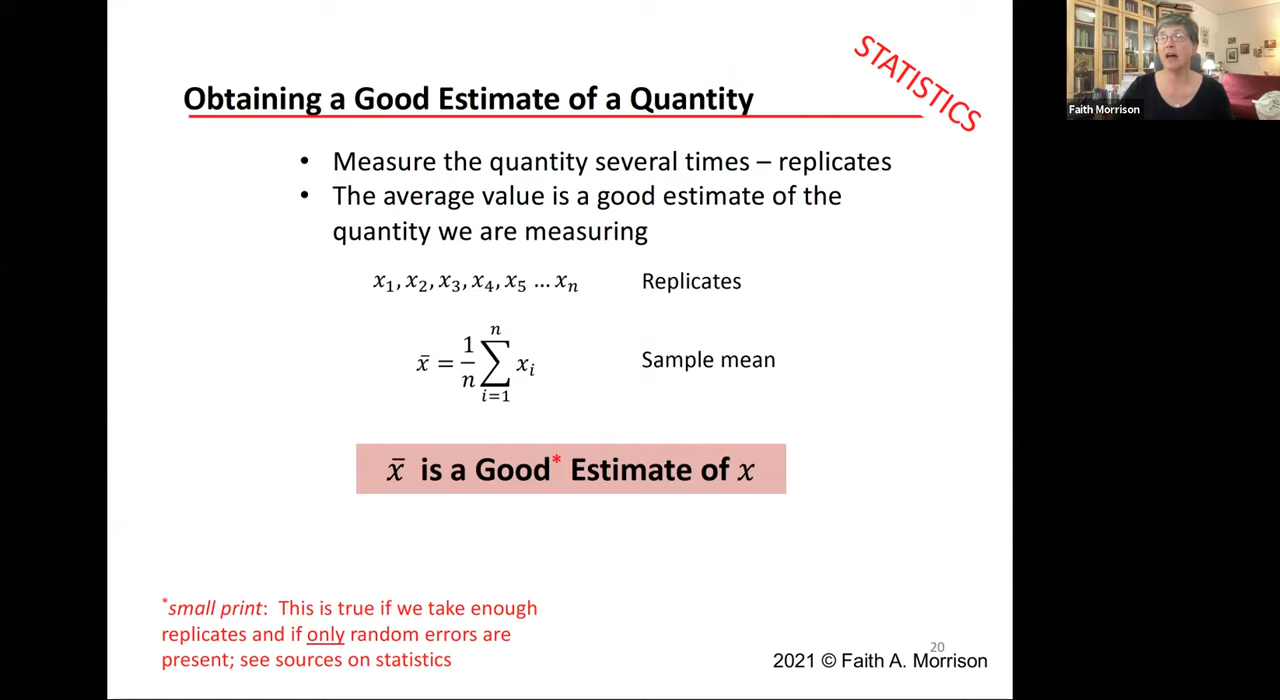 STATISTICS
Faith Morrison
Obtaining a Good Estimate of a Quantity
• Measure the quantity several times – replicates
• The average value is a good estimate of the
quantity we are measuring
x₁, x₂, x₃, x₄, x₅ … xₙ Replicates
x̄ = 1/n ∑ᵢ₌₁ⁿ xᵢ Sample mean
x̄ is a Good* Estimate of x
*small print: This is true if we take enough
replicates and if only random errors are
present; see sources on statistics
20
2021 © Faith A. Morrison